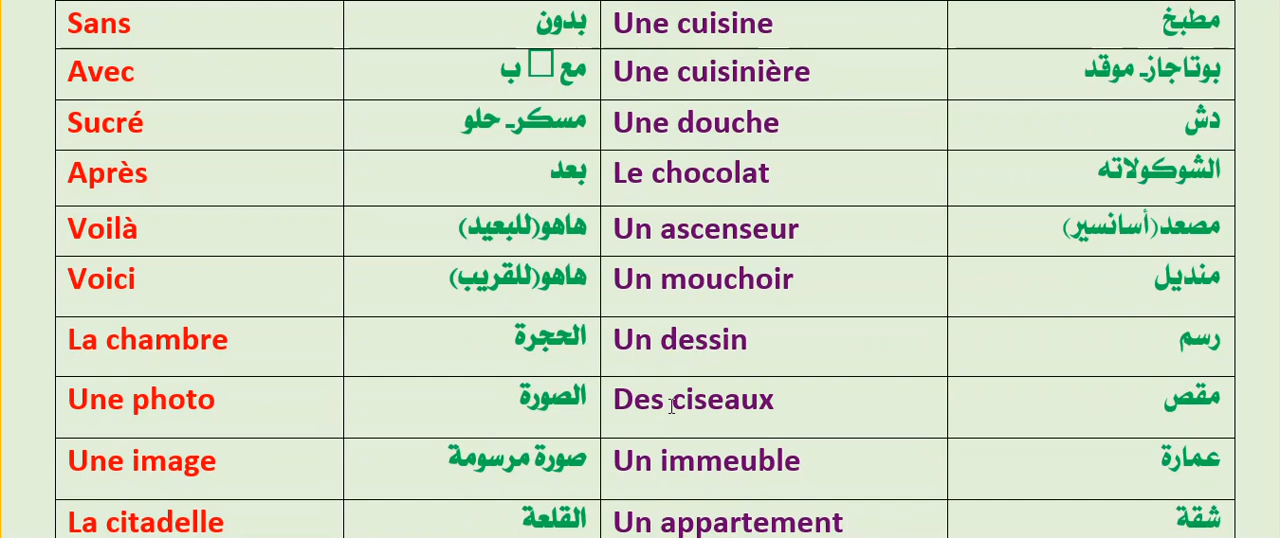 Sans بدون Une cuisine مطبخ
Avec مع □ ب Une cuisinière بوتاجازـ موقد
Sucré مسكرـ حلو Une douche دش
Après بعد Le chocolat الشوكولاته
Voilà هاهو(للبعيد) Un ascenseur مصعد(أسانسير)
Voici هاهو(للقريب) Un mouchoir منديل
La chambre الحجرة Un dessin رسم
Une photo الصورة Des ciseaux مقص
Une image صورة مرسومة Un immeuble عمارة
La citadelle القلعة Un appartement شقة